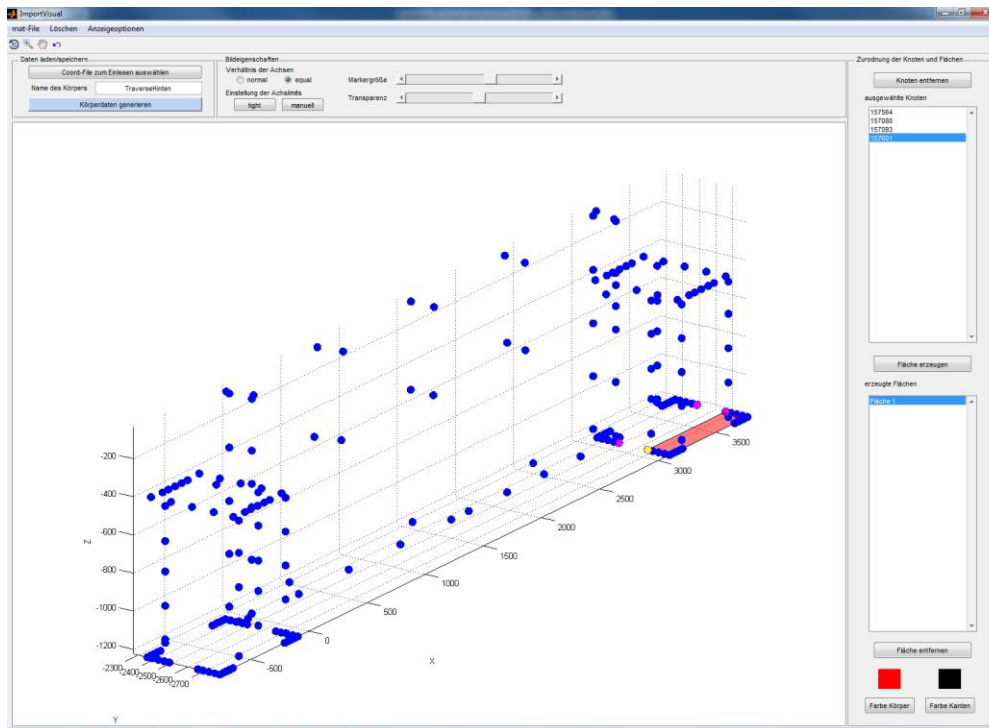 ImportVisual
mat-File Löschen Anzeigeoptionen
Daten laden/speichern
Coord-File zum Einlesen auswählen
Name des Körpers TraverseHinten
Körperdaten generieren
Bildeigenschaften
Verhältnis der Achsen
normal equal
Einstellung der Achslimits
tight manuell
Markergröße
Transparenz
Zurodnung der Knoten und Flächen
Knoten entfernen
ausgewählte Knoten
157564
157080
157093
157601
Fläche erzeugen
erzeugte Flächen
Fläche 1
Fläche entfernen
Farbe Körper Farbe Kanten
-200
-400
-600
-800
-1000
-1200
Z
-2300
-2400
-2500
-2600
-2700
Y
-500
0
500
1000
1500
2000
2500
3000
3500
X